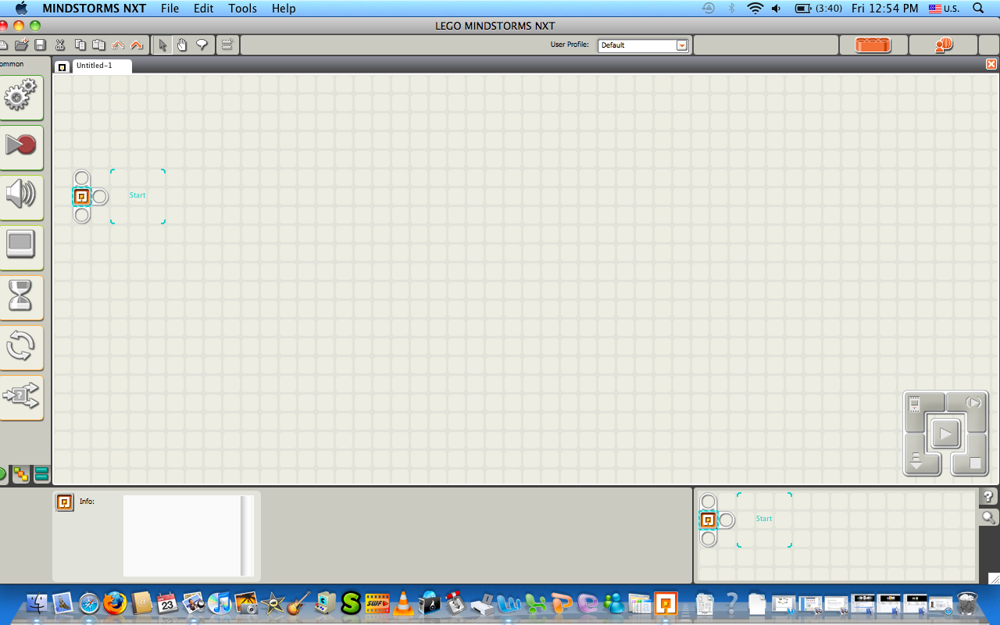 MINDSTORMS NXT File Edit Tools Help (3:40) Fri 12:54 PM U.S.
LEGO MINDSTORMS NXT
User Profile: Default
ommon
Untitled-1
Start
Info:
Start
?
23
SWF